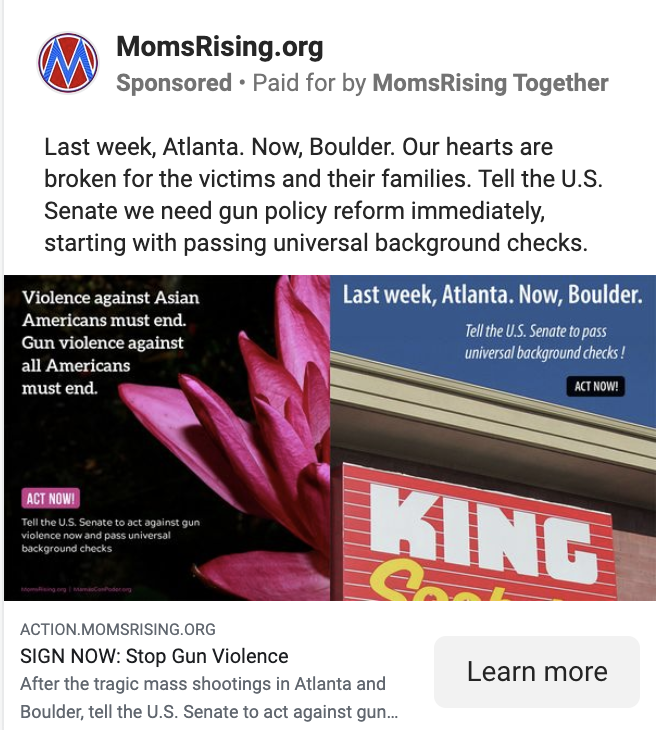 MomsRising.org
Sponsored • Paid for by MomsRising Together
Last week, Atlanta. Now, Boulder. Our hearts are
broken for the victims and their families. Tell the U.S.
Senate we need gun policy reform immediately,
starting with passing universal background checks.
Violence against Asian
Americans must end.
Gun violence against
all Americans
must end.
ACT NOW!
Tell the U.S. Senate to act against gun
violence now and pass universal
background checks
MomsRising.org | MamásConPoder.org
Last week, Atlanta. Now, Boulder.
Tell the U.S. Senate to pass
universal background checks !
ACT NOW!
KING
ACTION.MOMSRISING.ORG
SIGN NOW: Stop Gun Violence
After the tragic mass shootings in Atlanta and
Boulder, tell the U.S. Senate to act against gun...
Learn more